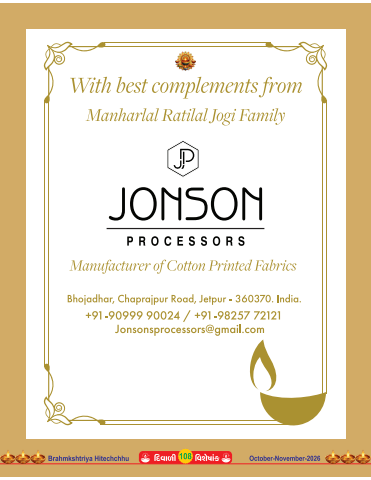 With best complements from
Manharlal Ratilal Jogi Family
JP
JONSON
PROCESSORS
Manufacturer of Cotton Printed Fabrics
Bhojadhar, Chaprajpur Road, Jetpur - 360370. India.
+91-90999 90024 / +91-98257 72121
Jonsonsprocessors@gmail.com
Brahmkshtriya Hitechchhu દિવાળી 108 વિશેષાંક October-November-2026